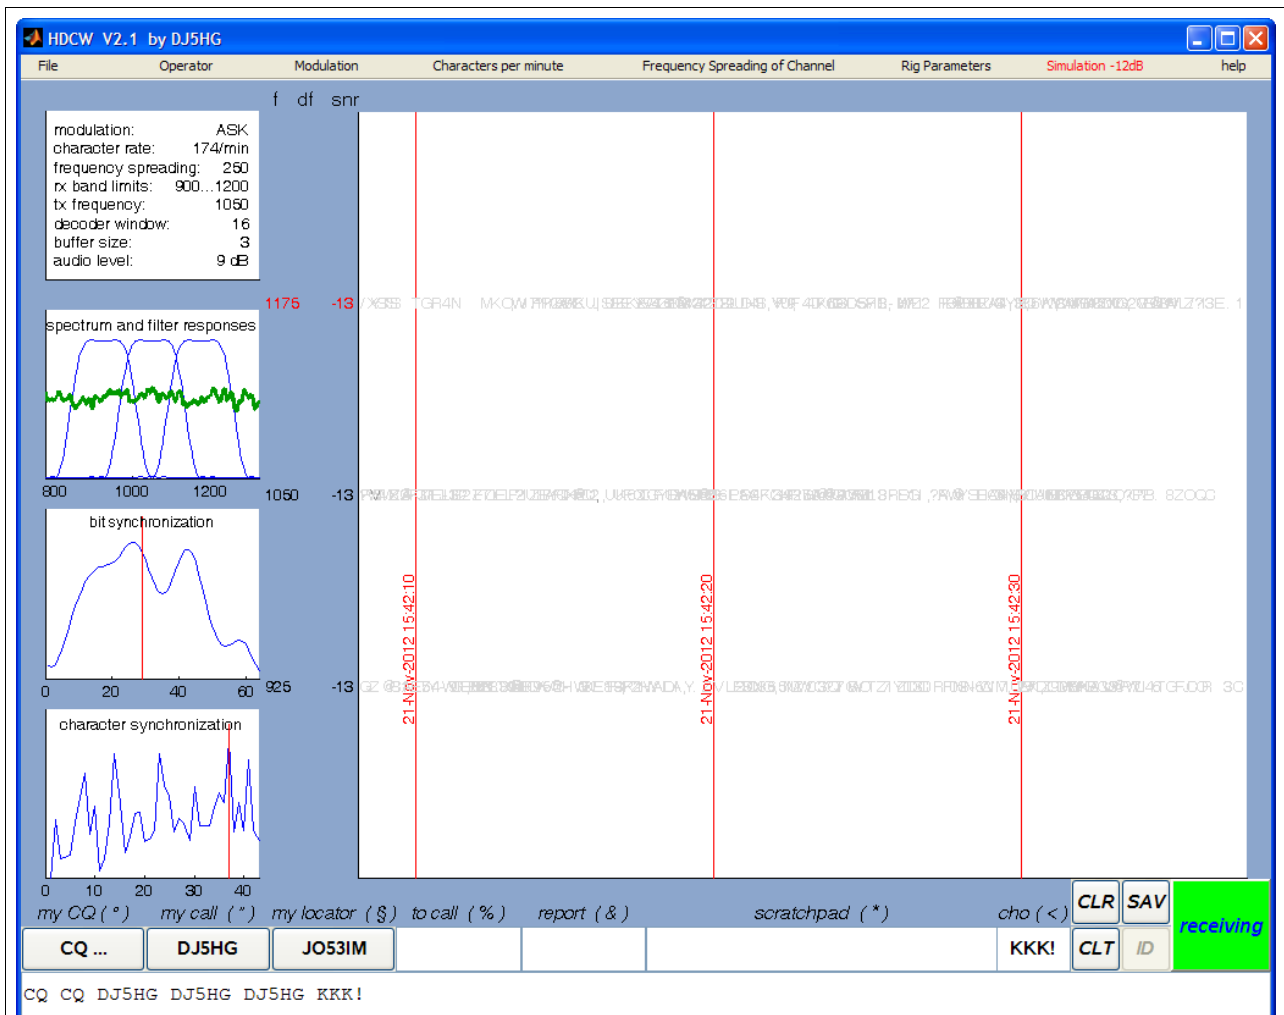 HDCW V2.1 by DJ5HG
File Operator Modulation Characters per minute Frequency Spreading of Channel Rig Parameters Simulation -12dB help
f df snr
modulation: ASK
character rate: 174/min
frequency spreading: 250
rx band limits: 900...1200
tx frequency: 1050
decoder window: 16
buffer size: 3
audio level: 9 dB
1175 -13
spectrum and filter responses
800 1000 1200
1050 -13
bit synchronization
0 20 40 60
925 -13
21-Nov-2012 15:42:10
21-Nov-2012 15:42:20
21-Nov-2012 15:42:30
character synchronization
0 10 20 30 40
my CQ ( ° ) my call ( " ) my locator ( § ) to call ( % ) report ( & ) scratchpad ( * ) cho ( < )
CLR SAV
receiving
CQ ... DJ5HG JO53IM KKK! CLT ID
CQ CQ DJ5HG DJ5HG DJ5HG KKK!